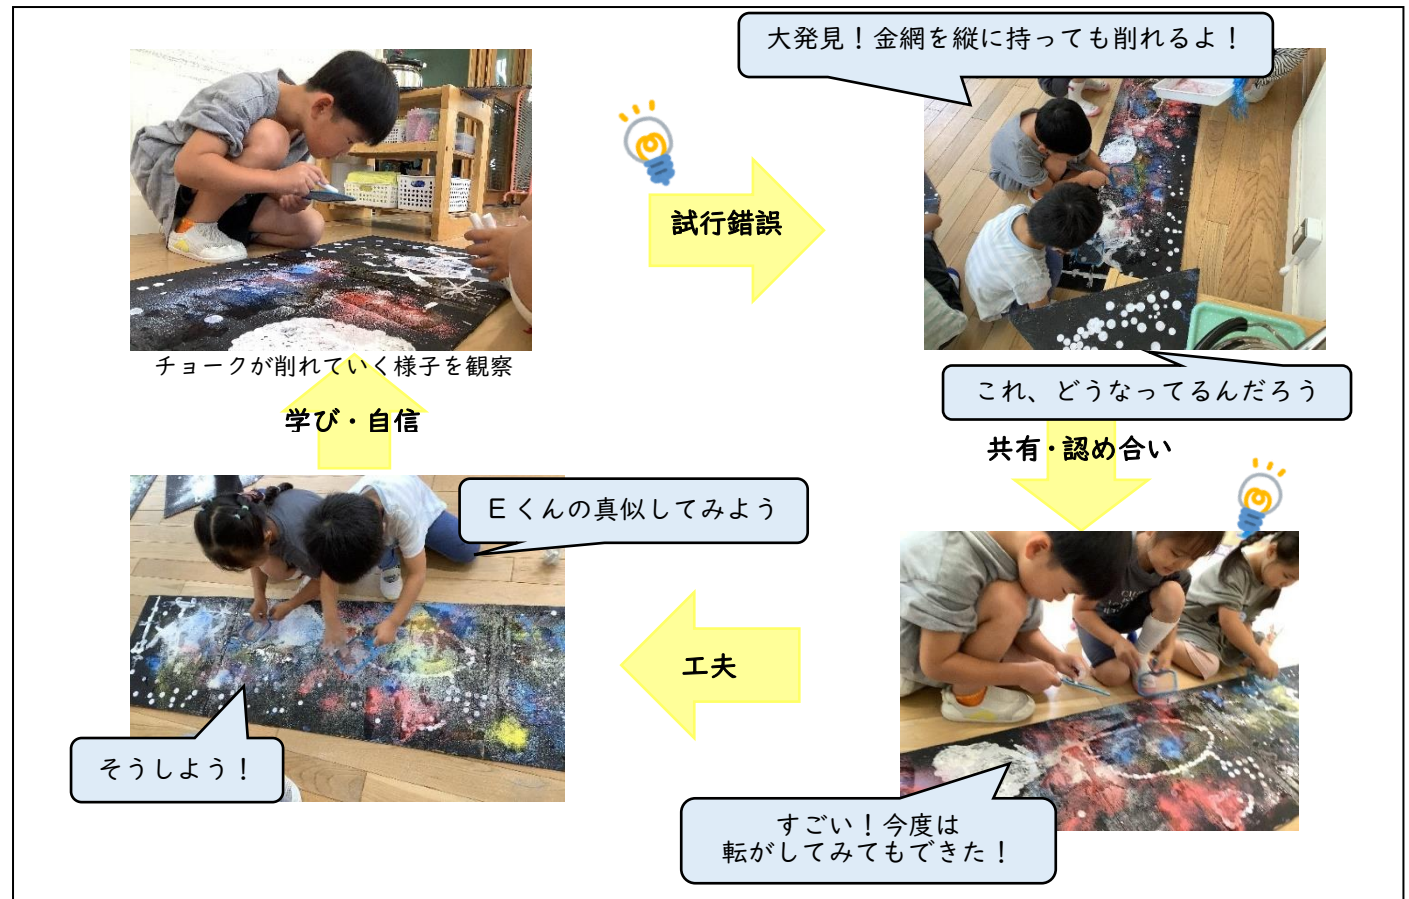 大発見！金網を縦に持っても削れるよ！
試行錯誤
チョークが削れていく様子を観察
これ、どうなってるんだろう
学び・自信
共有・認め合い
Eくんの真似してみよう
工夫
そうしよう！
すごい！今度は
転がしてみてもできた！